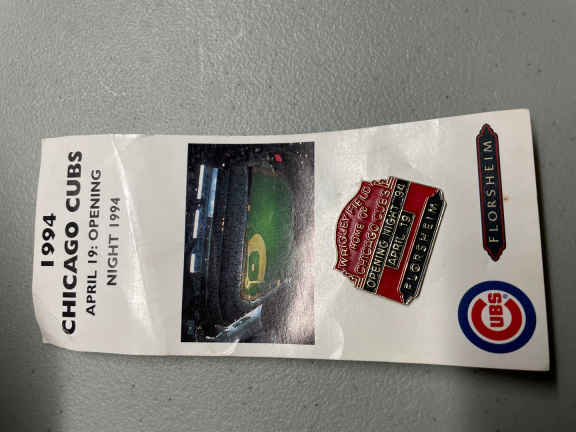 1994
CHICAGO CUBS
APRIL 19: OPENING
NIGHT 1994
WRIGLEY FIELD
HOME OF
CHICAGO CUBS
OPENING NIGHT 94
APRIL 19
FLORSHEIM
FLORSHEIM
CUBS